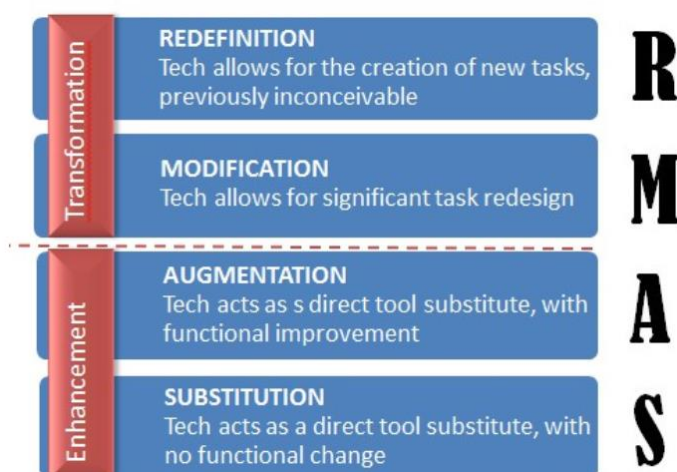 Transformation
REDEFINITION
Tech allows for the creation of new tasks,
previously inconceivable
R
MODIFICATION
Tech allows for significant task redesign
M
Enhancement
AUGMENTATION
Tech acts as s direct tool substitute, with
functional improvement
A
SUBSTITUTION
Tech acts as a direct tool substitute, with
no functional change
S